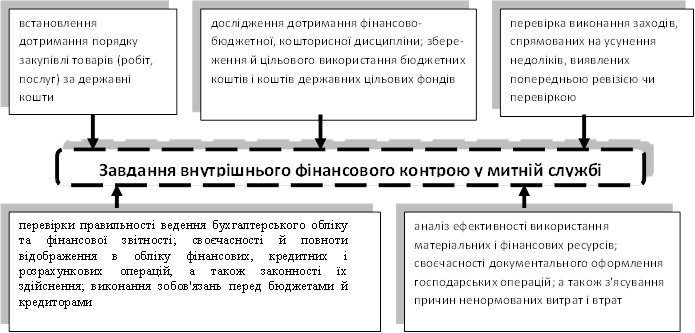 встановлення
дотримання порядку
закупівлі товарів (робіт,
послуг) за державні
кошти
дослідження дотримання фінансово-
бюджетної, кошторисної дисципліни; збере-
ження й цільового використання бюджетних
коштів і коштів державних цільових фондів
перевірка виконання заходів,
спрямованих на усунення
недоліків, виявлених
попередньою ревізією чи
перевіркою
Завдання внутрішнього фінансового контрою у митній службі
перевірки правильності ведення бухгалтерського обліку
та фінансової звітності; своєчасності й повноти
відображення в обліку фінансових, кредитних і
розрахункових операцій, а також законності їх
здійснення; виконання зобов'язань перед бюджетами й
кредиторами
аналіз ефективності використання
матеріальних і фінансових ресурсів;
своєчасності документального оформлення
господарських операцій; а також з'ясування
причин ненормованих витрат і втрат